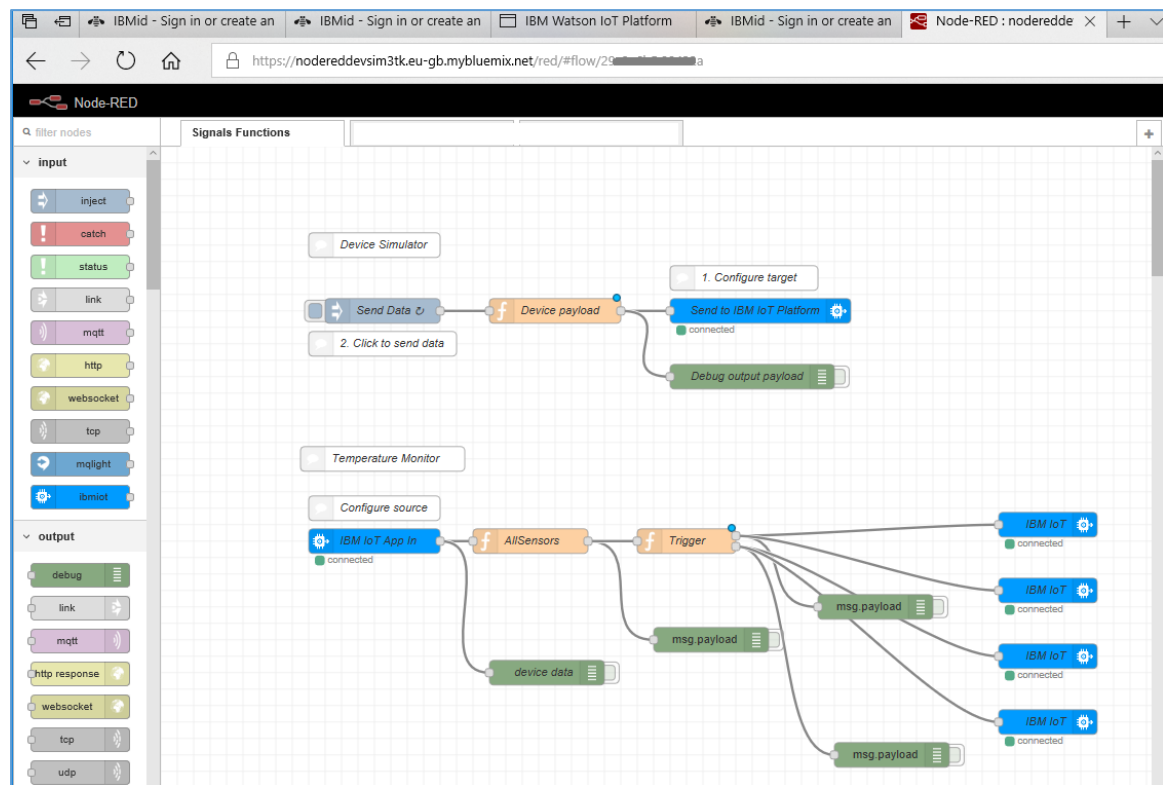 IBMid - Sign in or create an
IBMid - Sign in or create an
IBM Watson IoT Platform
IBMid - Sign in or create an
Node-RED : nodeREDde
https://nodereddevsim3tk.eu-gb.mybluemix.net/red/#flow/29
Node-RED
filter nodes
Signals Functions
input
inject
catch
status
link
mqtt
http
websocket
tcp
mqlight
ibmiot
output
debug
link
mqtt
http response
websocket
tcp
udp
Device Simulator
1. Configure target
Send Data ↻
Device payload
Send to IBM IoT Platform
connected
2. Click to send data
Debug output payload
Temperature Monitor
Configure source
IBM IoT App In
connected
AllSensors
Trigger
IBM IoT
connected
IBM IoT
connected
msg.payload
msg.payload
IBM IoT
connected
device data
IBM IoT
connected
msg.payload